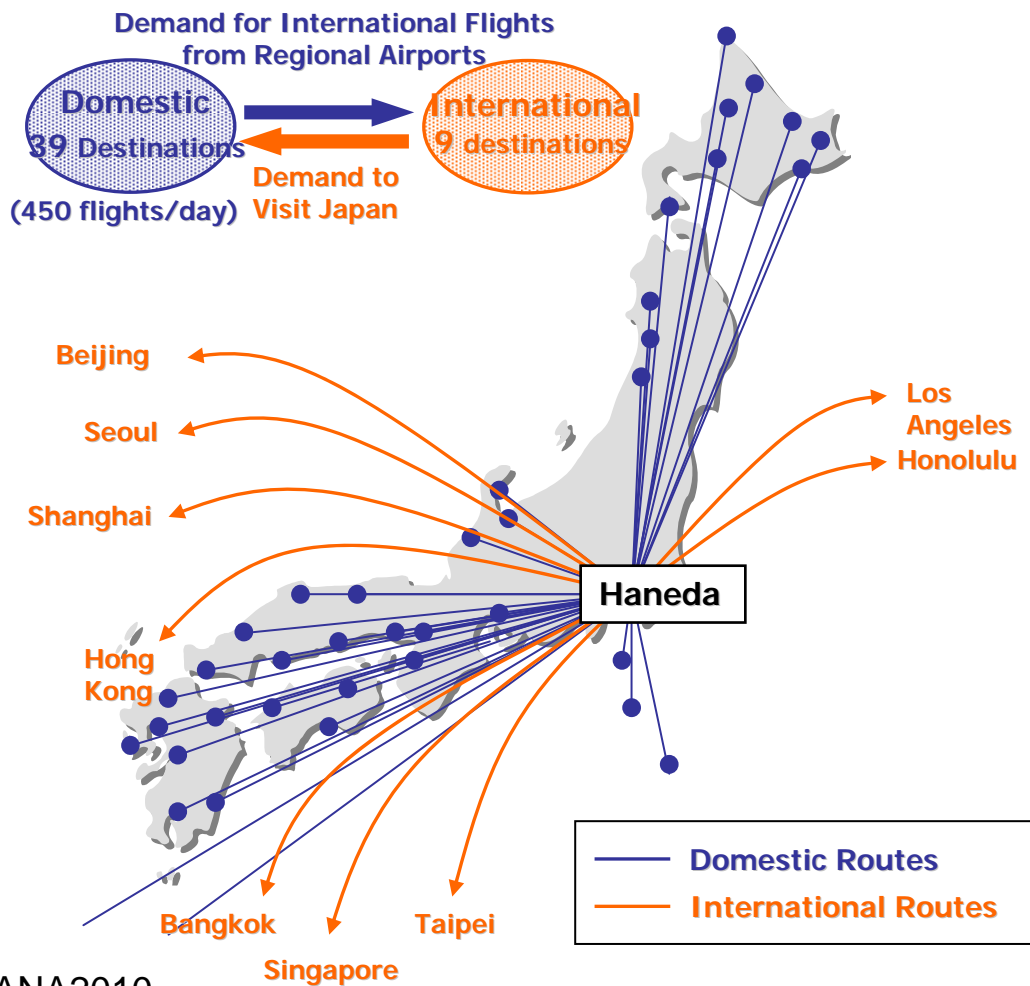 Demand for International Flights
from Regional Airports
Domestic
39 Destinations
(450 flights/day)
International
9 destinations
Demand to
Visit Japan
Beijing
Seoul
Shanghai
Hong
Kong
Los
Angeles
Honolulu
Haneda
Bangkok
Singapore
Taipei
Domestic Routes
International Routes
ANA2010